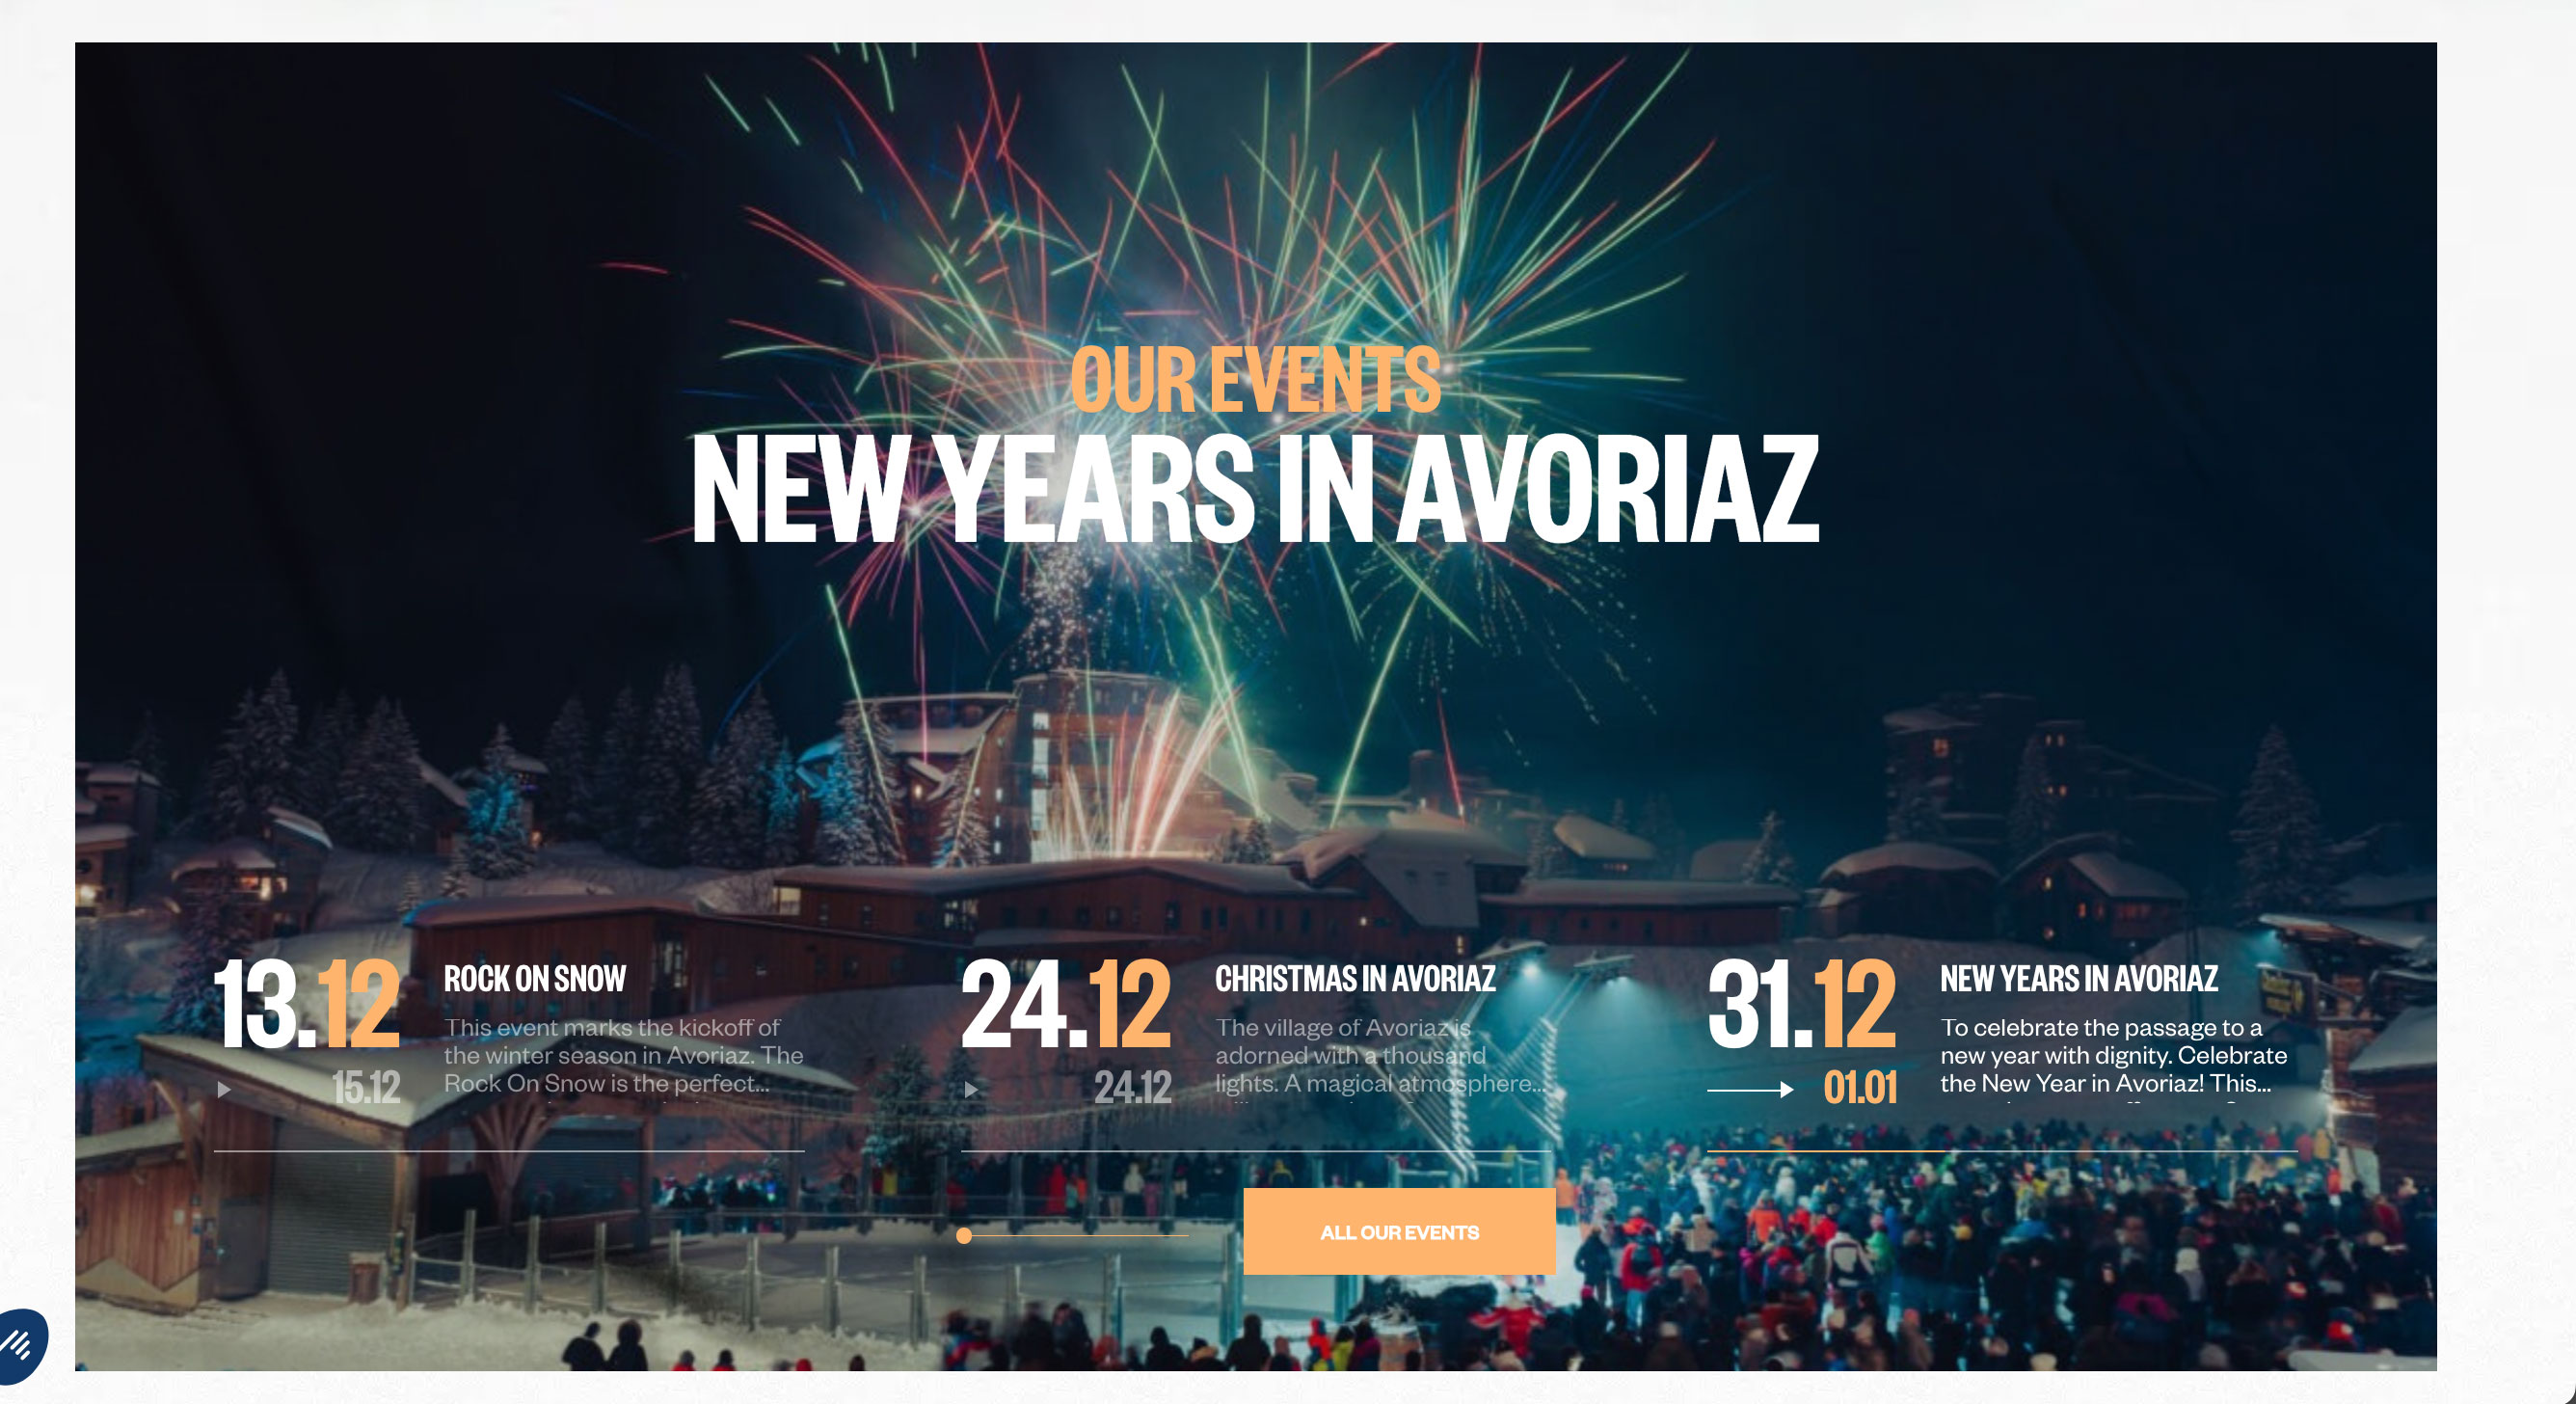 OUR EVENTS
NEW YEARS IN AVORIAZ
13.12
15.12
ROCK ON SNOW
This event marks the kickoff of
the winter season in Avoriaz. The
Rock On Snow is the perfect...
24.12
24.12
CHRISTMAS IN AVORIAZ
The village of Avoriaz is
adorned with a thousand
lights. A magical atmosphere...
31.12
01.01
NEW YEARS IN AVORIAZ
To celebrate the passage to a
new year with dignity. Celebrate
the New Year in Avoriaz! This...
ALL OUR EVENTS